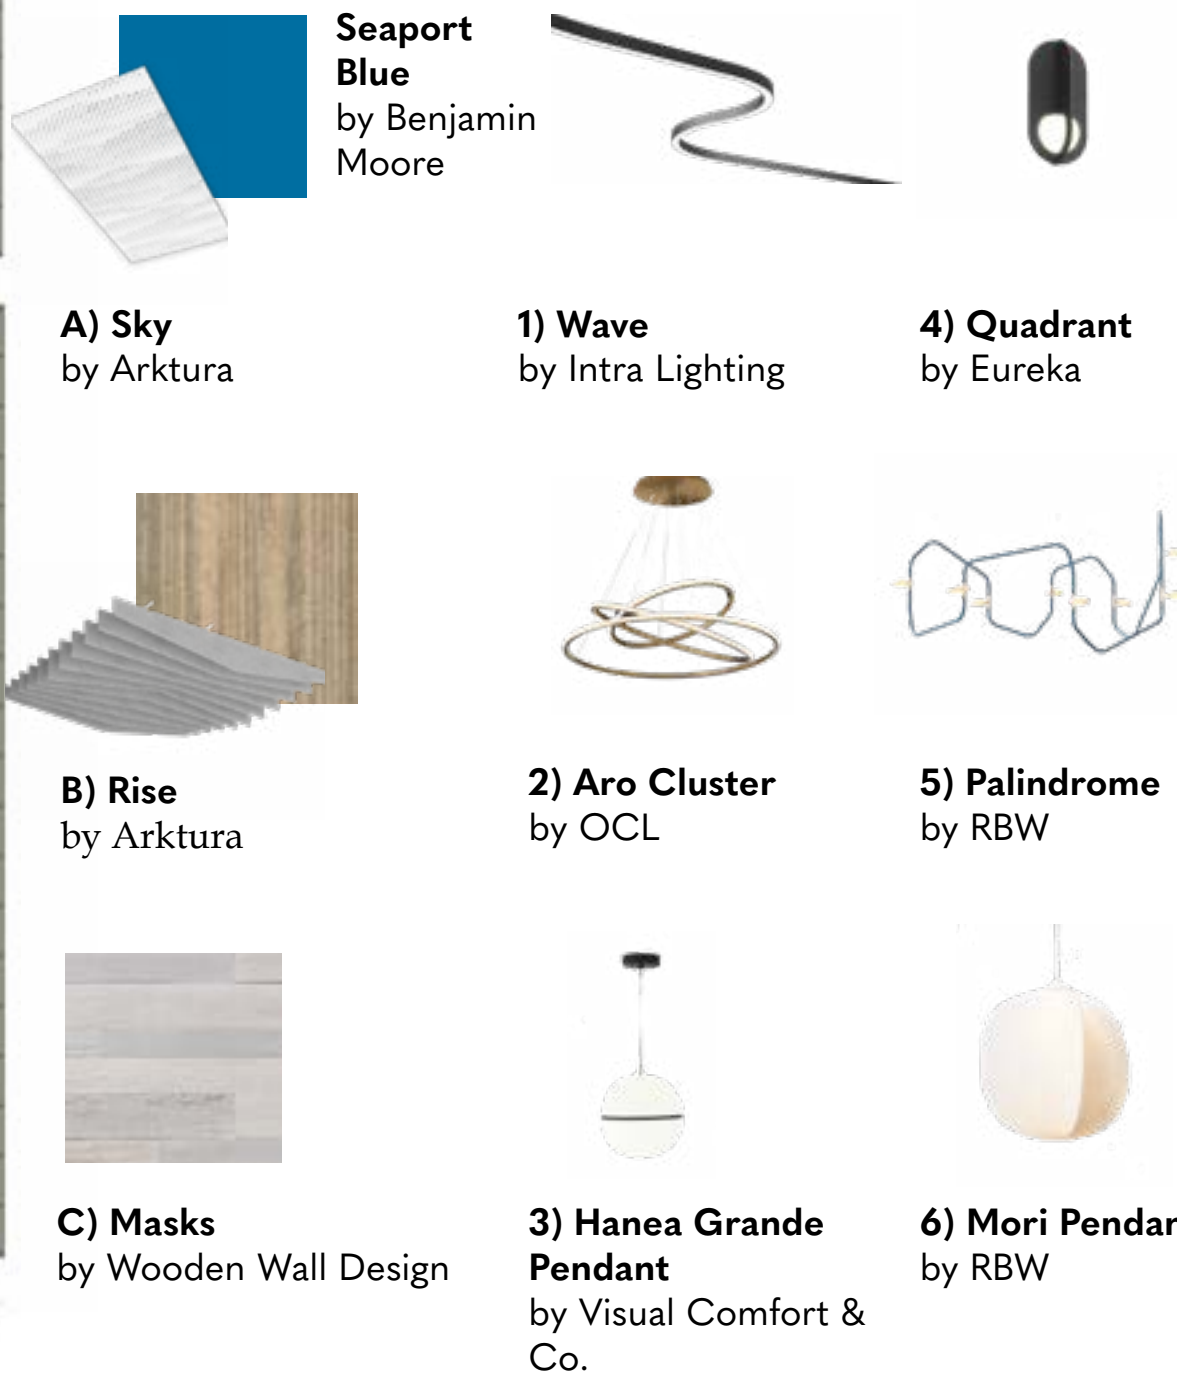 Seaport
Blue
by Benjamin
Moore
A) Sky
by Arktura
1) Wave
by Intra Lighting
4) Quadrant
by Eureka
B) Rise
by Arktura
2) Aro Cluster
by OCL
5) Palindrome
by RBW
C) Masks
by Wooden Wall Design
3) Hanea Grande
Pendant
by Visual Comfort &
Co.
6) Mori
by RBW